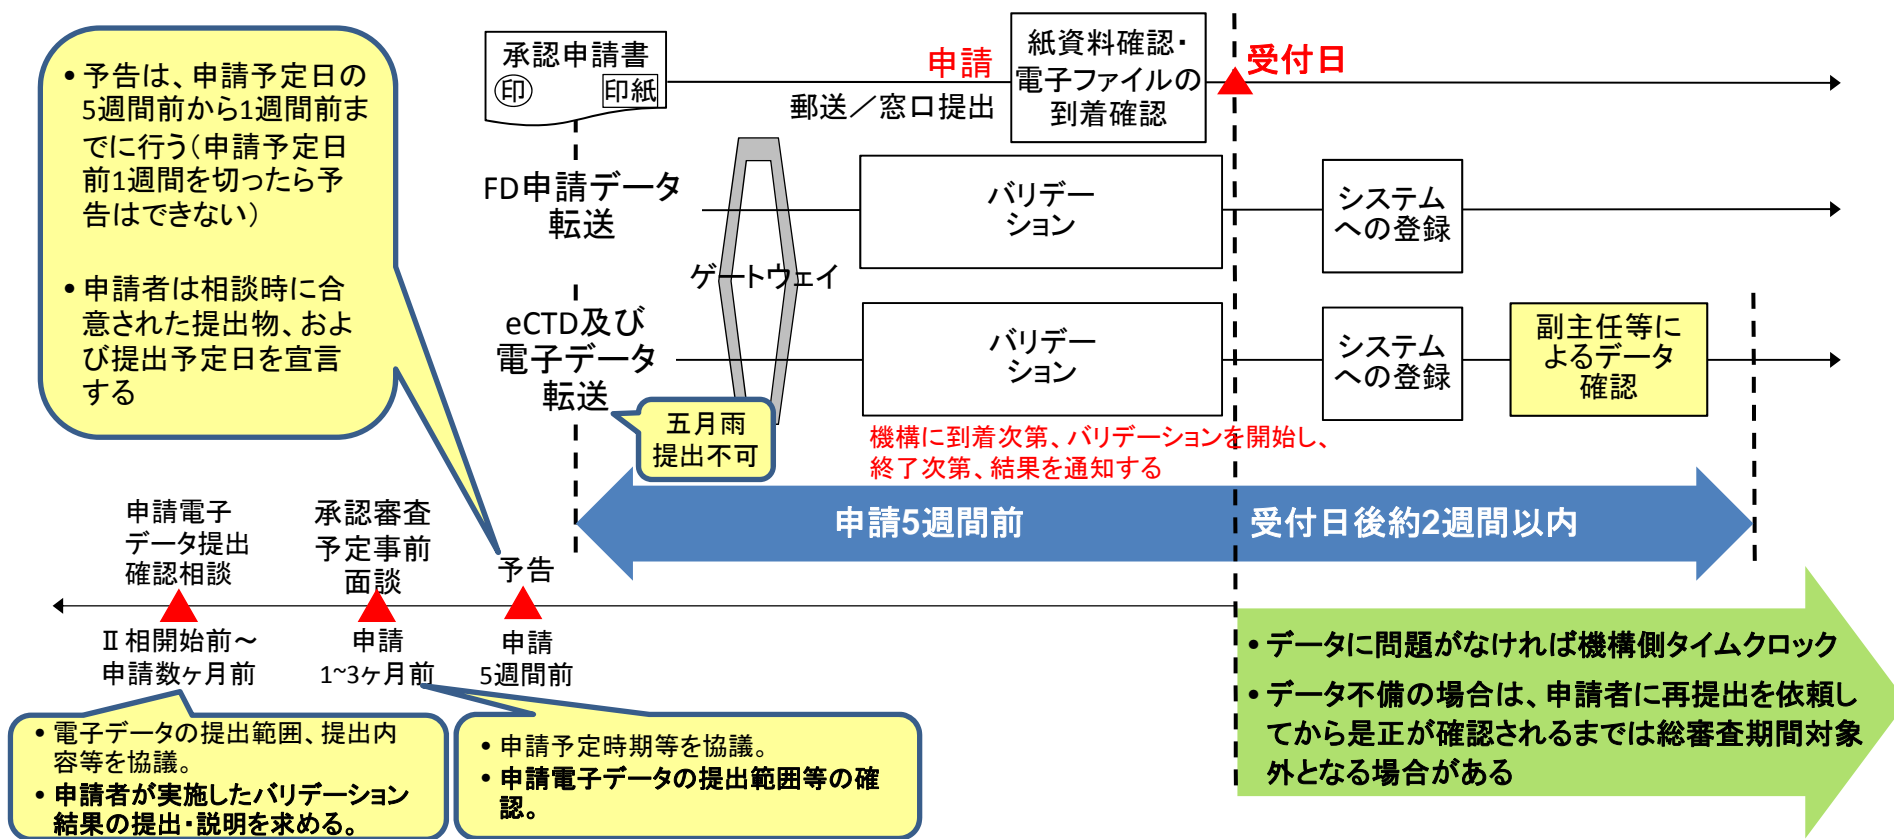 • 予告は、申請予定日の
5週間前から1週間前ま
でに行う（申請予定日
前1週間を切ったら予
告はできない）
• 申請者は相談時に合
意された提出物、およ
び提出予定日を宣言
する
承認申請書
印
印紙
申請
郵送／窓口提出
紙資料確認・
電子ファイルの
到着確認
受付日
FD申請データ
転送
ゲートウェイ
バリデー
ション
システム
への登録
eCTD及び
電子データ
転送
バリデー
ション
システム
への登録
副主任等に
よるデータ
確認
五月雨
提出不可
機構に到着次第、バリデーションを開始し、
終了次第、結果を通知する
申請5週間前
受付日後約2週間以内
申請電子
データ提出
確認相談
承認審査
予定事前
面談
予告
Ⅱ相開始前～
申請数ヶ月前
申請
1~3ヶ月前
申請
5週間前
• 電子データの提出範囲、提出内
容等を協議。
• 申請者が実施したバリデーション
結果の提出・説明を求める。
• 申請予定時期等を協議。
• 申請電子データの提出範囲等の確
認。
• データに問題がなければ機構側タイムクロック
• データ不備の場合は、申請者に再提出を依頼し
てから是正が確認されるまでは総審査期間対象
外となる場合がある